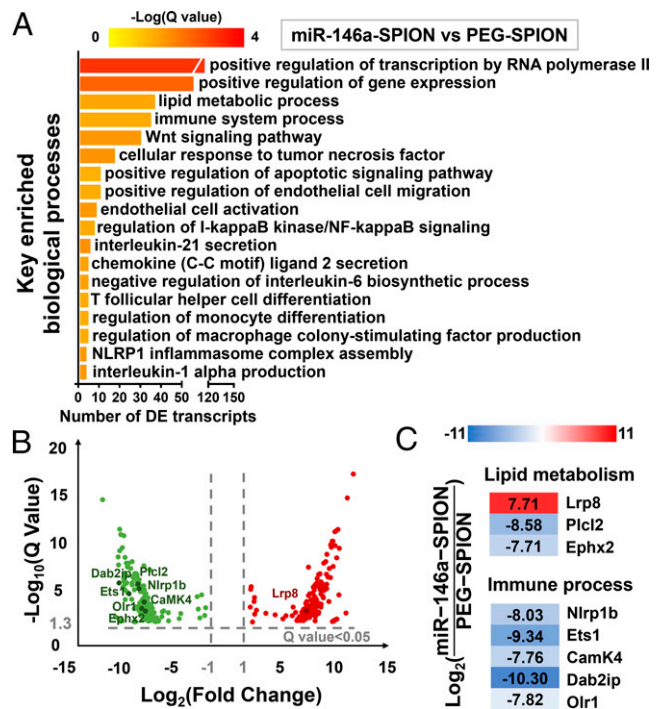 A
-Log(Q value)
0
4
miR-146a-SPION vs PEG-SPION
Key enriched
biological processes
positive regulation of transcription by RNA polymerase II
positive regulation of gene expression
lipid metabolic process
immune system process
Wnt signaling pathway
cellular response to tumor necrosis factor
positive regulation of apoptotic signaling pathway
positive regulation of endothelial cell migration
endothelial cell activation
regulation of I-kappaB kinase/NF-kappaB signaling
interleukin-21 secretion
chemokine (C-C motif) ligand 2 secretion
negative regulation of interleukin-6 biosynthetic process
T follicular helper cell differentiation
regulation of monocyte differentiation
regulation of macrophage colony-stimulating factor production
NLRP1 inflammasome complex assembly
interleukin-1 alpha production
0 10 20 30 40 50 120 150
Number of DE transcripts
B
-Log10(Q Value)
20
15
10
5
1.3
0
Dab2ip
Plcl2
Ets1
Nlrp1b
CaMK4
Olr1
Ephx2
Lrp8
Q value<0.05
-15 -10 -5 -1 1 5 10 15
Log2(Fold Change)
C
-11
11
Log2(miR-146a-SPION/PEG-SPION)
Lipid metabolism
7.71 Lrp8
-8.58 Plcl2
-7.71 Ephx2
Immune process
-8.03 Nlrp1b
-9.34 Ets1
-7.76 CamK4
-10.30 Dab2ip
-7.82 Olr1